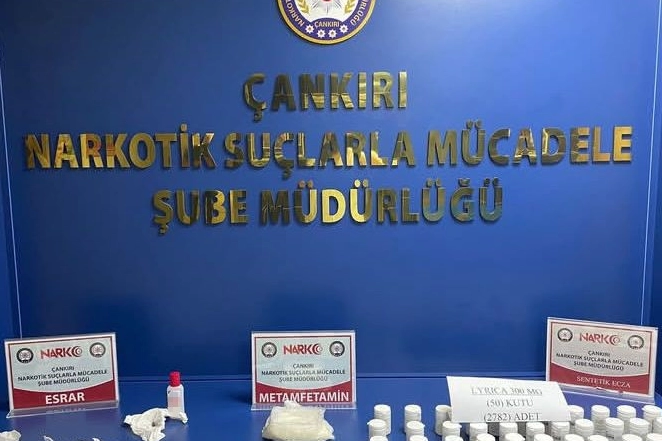 ÇANKIRI
ÇANKIRI
NARKOTİK SUÇLARLA MÜCADELE
ŞUBE MÜDÜRLÜĞÜ
NARKO
ÇANKIRI
NARKOTİK SUÇLARLA MÜCADELE
ŞUBE MÜDÜRLÜĞÜ
ESRAR
NARKO
ÇANKIRI
NARKOTİK SUÇLARLA MÜCADELE
ŞUBE MÜDÜRLÜĞÜ
METAMFETAMİN
NARKO
ÇANKIRI
NARKOTİK SUÇLARLA MÜCADELE
ŞUBE MÜDÜRLÜĞÜ
SENTETİK ECZA
LYRICA 300 MG
(50) KUTU
(2782) ADET